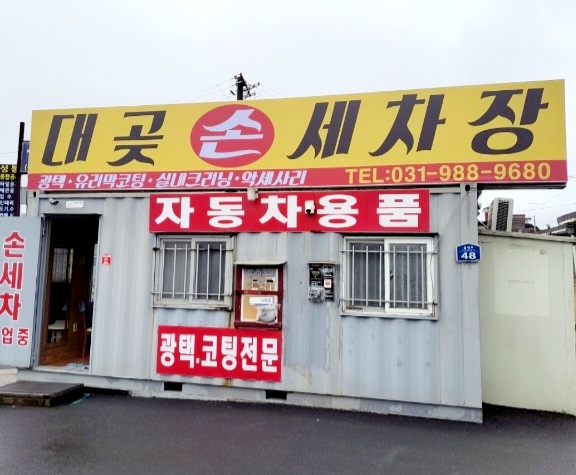 대곶 손 세차장
광택·유리막코팅·실내크리닝·악세사리 TEL:031-988-9680
자동차용품
손세차
업중
48
광택.코팅전문